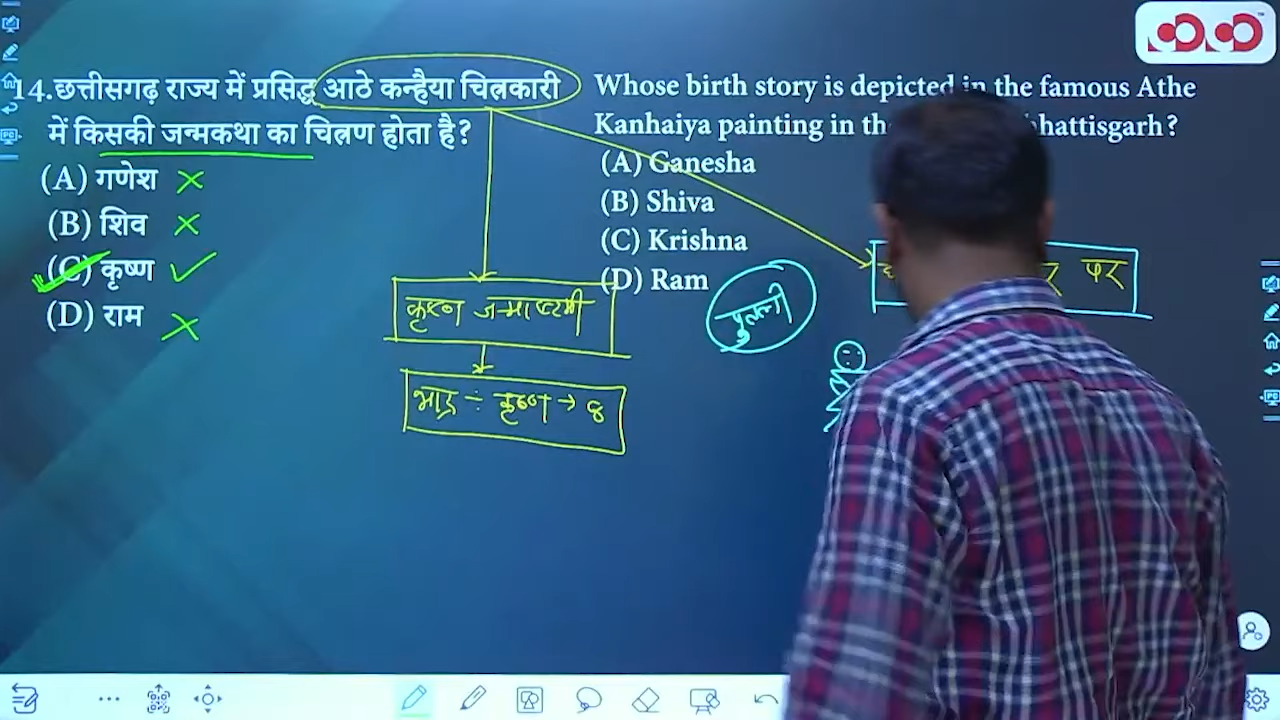 14.छत्तीसगढ़ राज्य में प्रसिद्ध आठे कन्हैया चित्रकारी
में किसकी जन्मकथा का चित्रण होता है?
(A) गणेश
(B) शिव
(C) कृष्ण
(D) राम
Whose birth story is depicted in the famous Athe
Kanhaiya painting in the hattisgarh?
(A) Ganesha
(B) Shiva
(C) Krishna
(D) Ram
कृष्ण जन्माष्टमी
भाद्र ÷ कृष्ण → 8
पुतली
पर